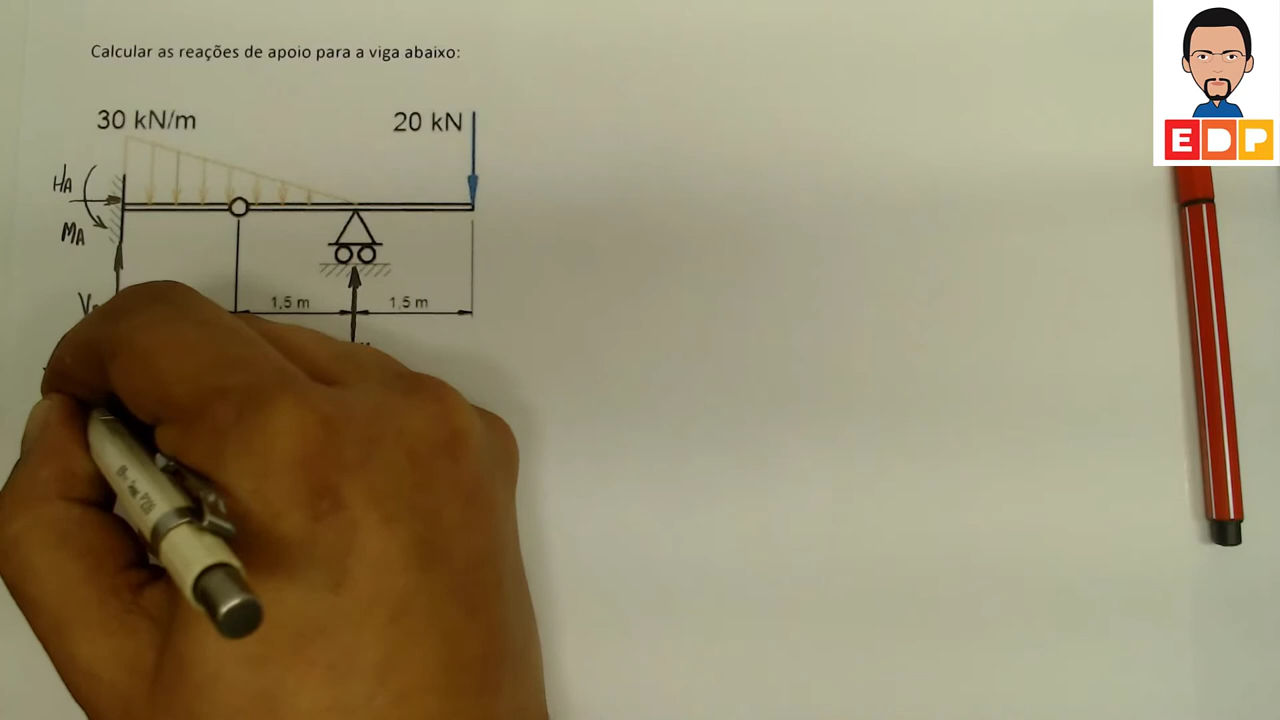 Calcular as reações de apoio para a viga abaixo:
30 kN/m
20 kN
HA
MA
1,5 m
1,5 m
EDP